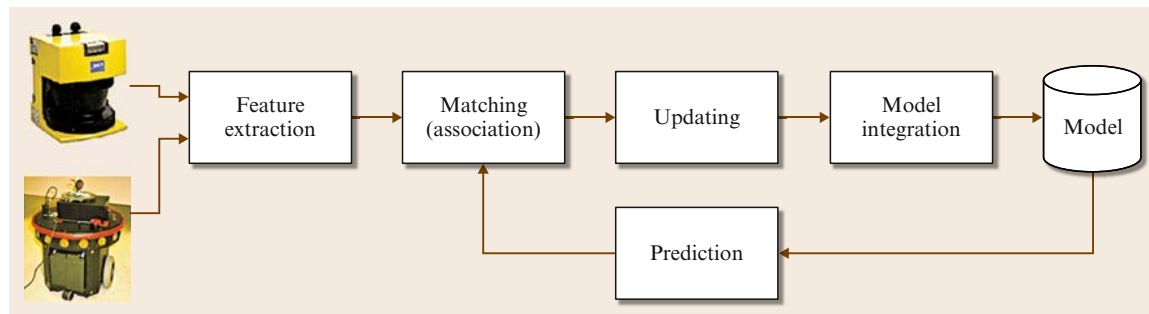 Feature
extraction
Matching
(association)
Updating
Model
integration
Model
Prediction